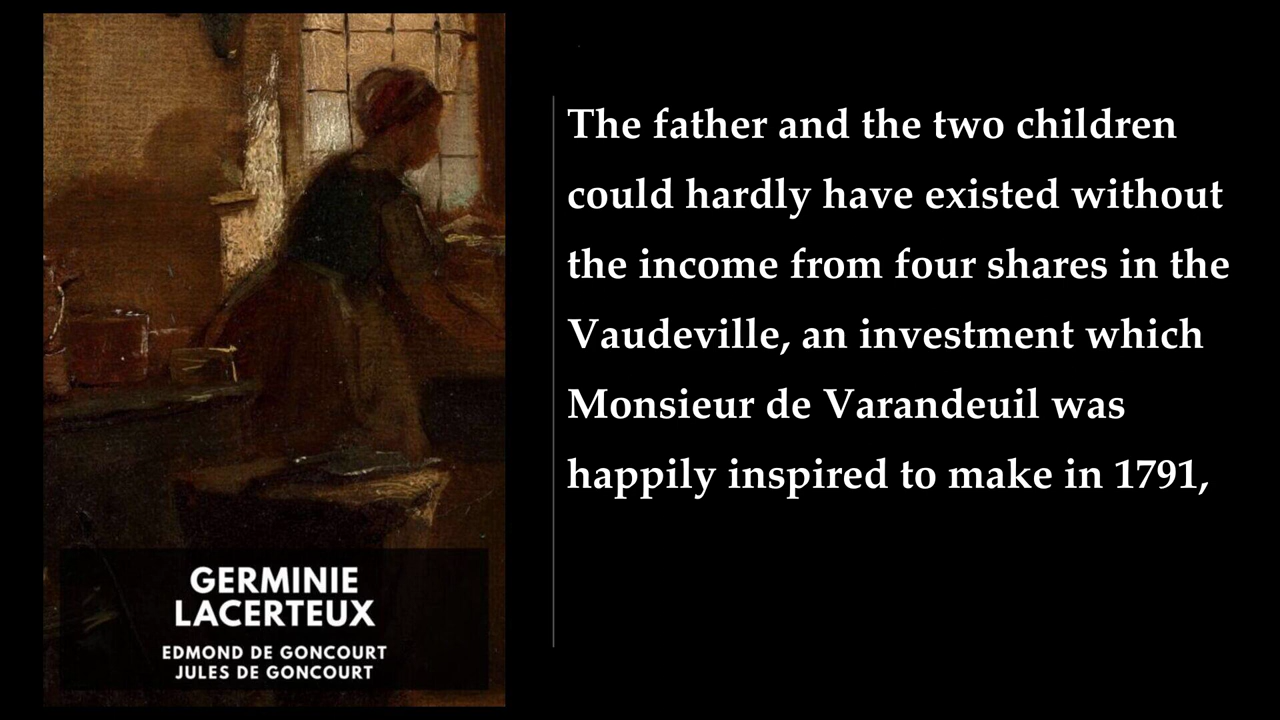 GERMINIE
LACERTEUX
EDMOND DE GONCOURT
JULES DE GONCOURT
The father and the two children
could hardly have existed without
the income from four shares in the
Vaudeville, an investment which
Monsieur de Varandeuil was
happily inspired to make in 1791,